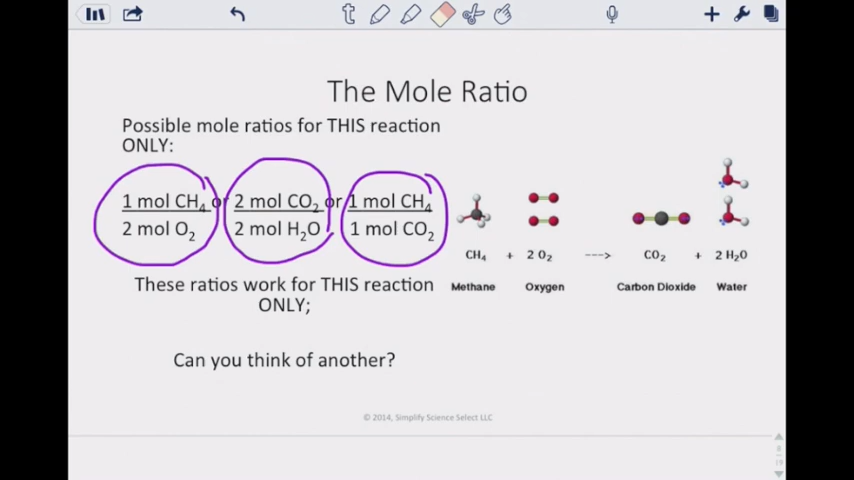 t
The Mole Ratio
Possible mole ratios for THIS reaction
ONLY:
1 mol CH₄ or 2 mol CO₂ or 1 mol CH₄
2 mol O₂ 2 mol H₂O 1 mol CO₂
CH₄ + 2 O₂ ---> CO₂ + 2 H₂O
Methane Oxygen Carbon Dioxide Water
These ratios work for THIS reaction
ONLY;
Can you think of another?
© 2014, Simplify Science Select LLC
8
19